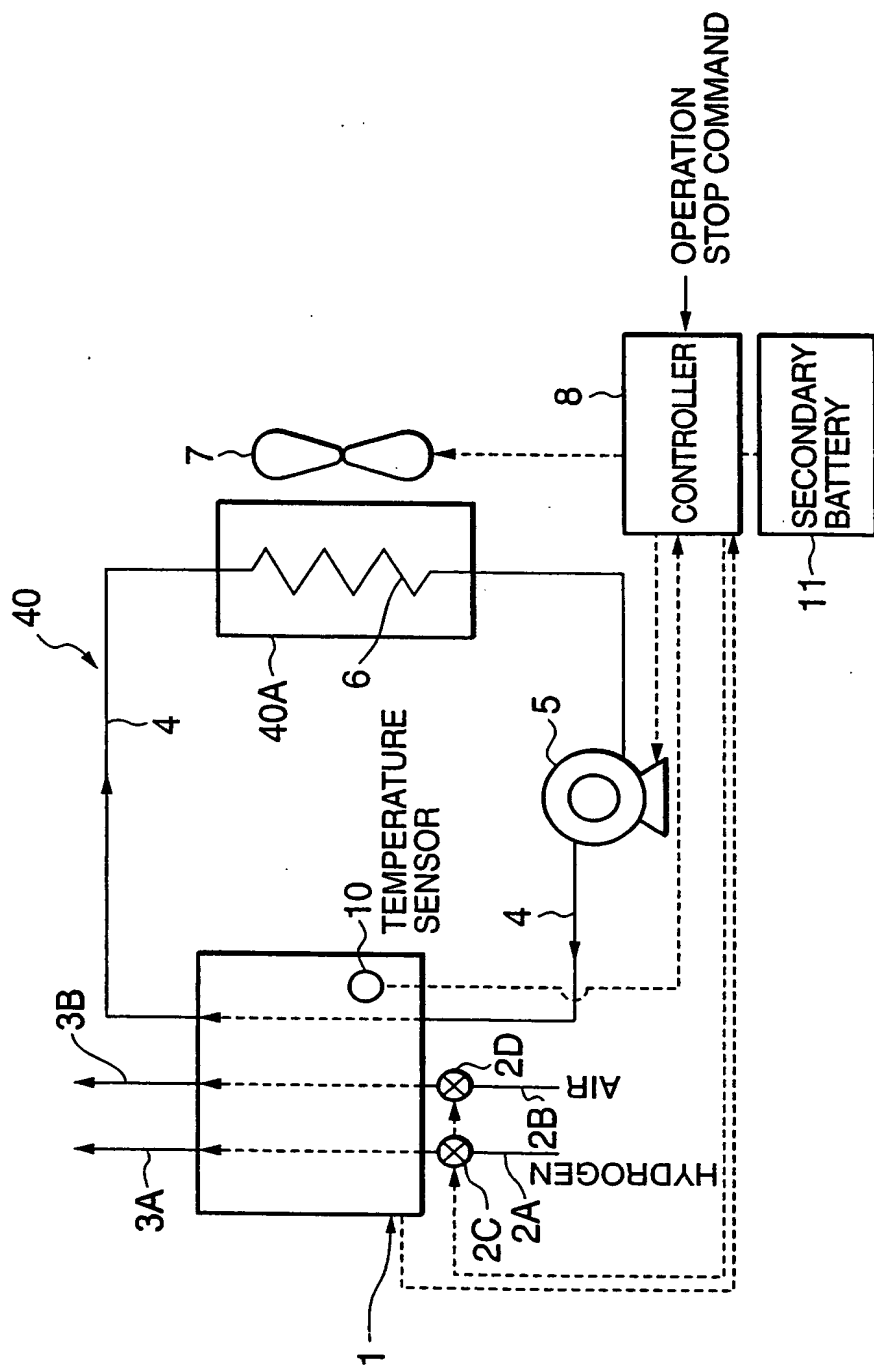 40
4
3B
3A
7
40A
6
10
TEMPERATURE
SENSOR
5
4
2D
2B
AIR
2C
2A
HYDROGEN
1
8
CONTROLLER
OPERATION
STOP COMMAND
SECONDARY
BATTERY
11